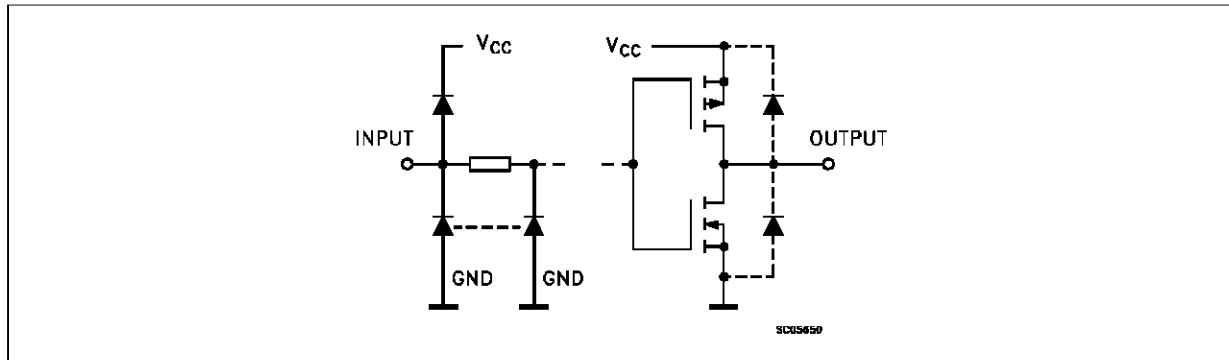 VCC
VCC
INPUT
OUTPUT
GND
GND
SC05650